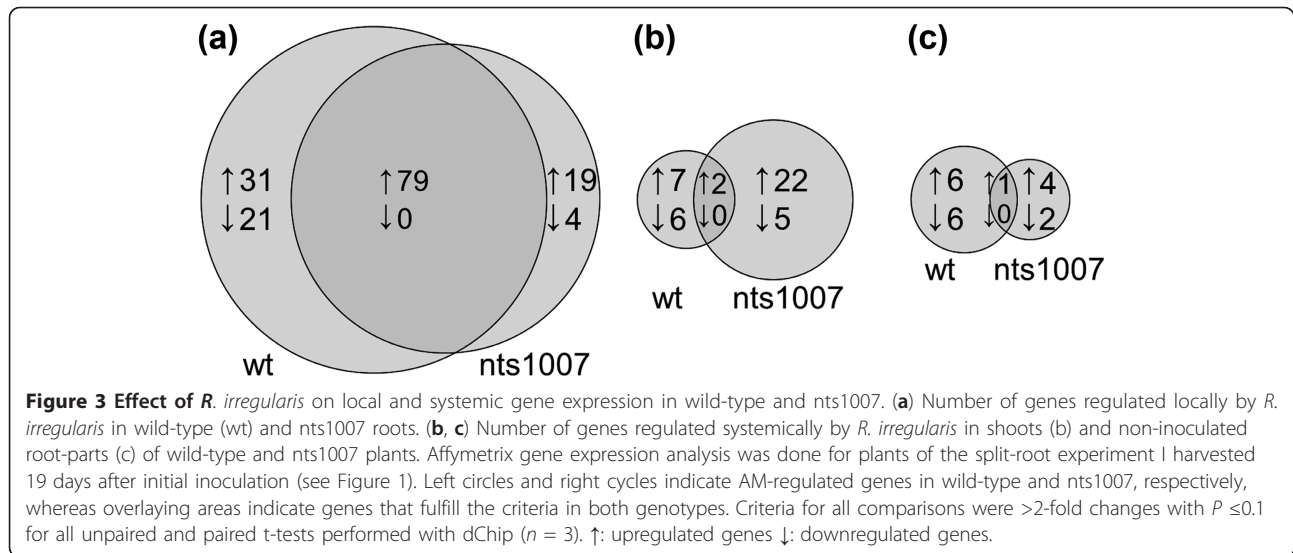 (a)
(b)
(c)
↑31 ↑79 ↑19
↓21 ↓0 ↓4
↑7 ↑2 ↑22
↓6 ↓0 ↓5
↑6 ↑1 ↑4
↓6 ↓0 ↓2
wt nts1007
wt nts1007
wt nts1007
Figure 3 Effect of R. irregularis on local and systemic gene expression in wild-type and nts1007. (a) Number of genes regulated locally by R.
irregularis in wild-type (wt) and nts1007 roots. (b, c) Number of genes regulated systemically by R. irregularis in shoots (b) and non-inoculated
root-parts (c) of wild-type and nts1007 plants. Affymetrix gene expression analysis was done for plants of the split-root experiment I harvested
19 days after initial inoculation (see Figure 1). Left circles and right cycles indicate AM-regulated genes in wild-type and nts1007, respectively,
whereas overlaying areas indicate genes that fulfill the criteria in both genotypes. Criteria for all comparisons were >2-fold changes with P ≤0.1
for all unpaired and paired t-tests performed with dChip (n = 3). ↑: upregulated genes ↓: downregulated genes.